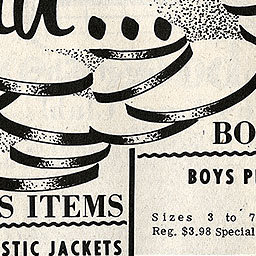 BO
S ITEMS
BOYS P
STIC JACKETS
Sizes 3 to 7
Reg. $3.98 Special